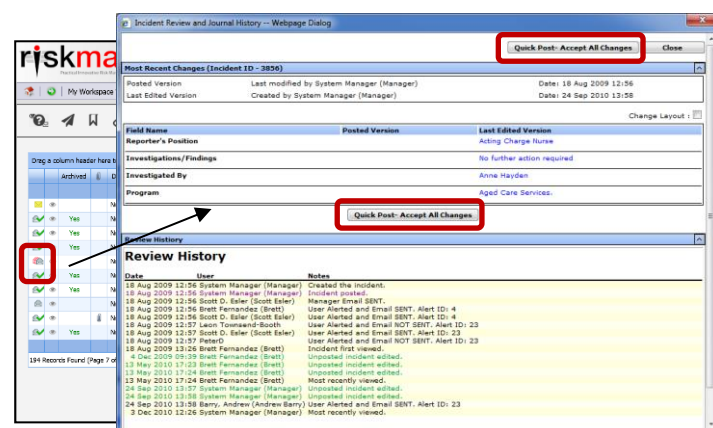 Incident Review and Journal History -- Webpage Dialog
Quick Post- Accept All Changes Close
riskma
Most Recent Changes (Incident ID - 3856)
Posted Version Last modified by System Manager (Manager) Date: 18 Aug 2009 12:56
Last Edited Version Created by System Manager (Manager) Date: 24 Sep 2010 13:58
My Workspace
Change Layout :
Field Name Posted Version Last Edited Version
Reporter's Position Acting Charge Nurse
Investigations/Findings No further action required
Investigated By Anne Hayden
Program Aged Care Services.
Drag a column header here t
Archived D
Yes
Yes
Yes
Yes
Yes
194 Records Found (Page 7 of
Quick Post- Accept All Changes
Review Histiory
Review History
Date User Notes
18 Aug 2009 12:56 System Manager (Manager) Created the incident.
18 Aug 2009 12:56 System Manager (Manager) Incident posted.
18 Aug 2009 12:56 Scott D. Esler (Scott Esler) Manager Email SENT.
18 Aug 2009 12:56 Brett Fernandez (Brett) User Alerted and Email SENT. Alert ID: 4
18 Aug 2009 12:56 Scott D. Esler (Scott Esler) User Alerted and Email SENT. Alert ID: 4
18 Aug 2009 12:57 Leon Townsend-Booth User Alerted and Email NOT SENT. Alert ID: 23
18 Aug 2009 12:57 Scott D. Esler (Scott Esler) User Alerted and Email SENT. Alert ID: 23
18 Aug 2009 12:57 PeterD User Alerted and Email NOT SENT. Alert ID: 23
18 Aug 2009 13:26 Brett Fernandez (Brett) Incident first viewed.
4 Dec 2009 09:39 Brett Fernandez (Brett) Unposted incident edited.
13 May 2010 17:23 Brett Fernandez (Brett) Unposted incident edited.
13 May 2010 17:24 Brett Fernandez (Brett) Unposted incident edited.
13 May 2010 17:24 Brett Fernandez (Brett) Most recently viewed.
24 Sep 2010 13:57 System Manager (Manager) Unposted incident edited.
24 Sep 2010 13:58 System Manager (Manager) Unposted incident edited.
24 Sep 2010 13:58 Barry, Andrew (Andrew Barry) User Alerted and Email SENT. Alert ID: 23
3 Dec 2010 12:26 System Manager (Manager) Most recently viewed.